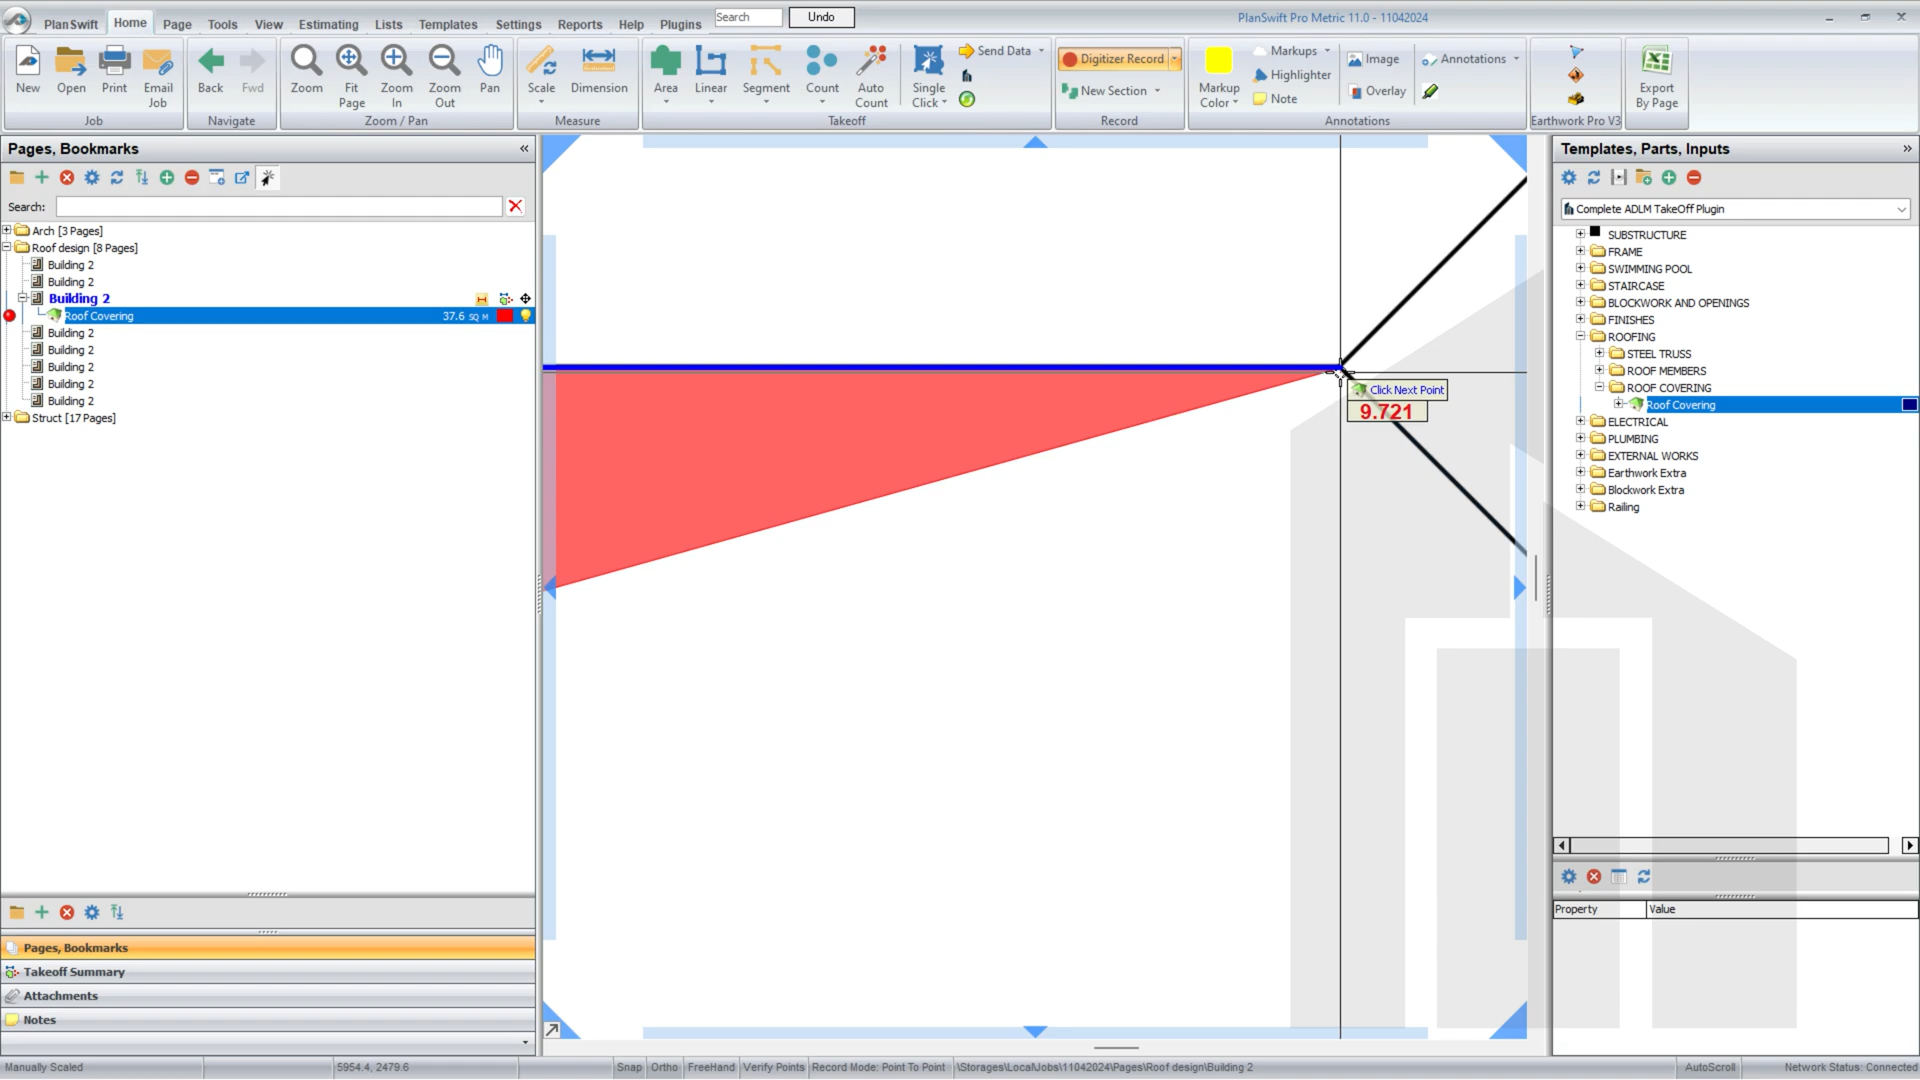 PlanSwift Home Page Tools View Estimating Lists Templates Settings Reports Help Plugins Search Undo PlanSwift Pro Metric 11.0 - 11042024
New Open Print Email Job Back Fwd Zoom Fit Page Zoom In Zoom Out Pan Scale Dimension Area Linear Segment Count Auto Count Single Click Send Data Digitizer Record New Section Markup Color Markups Highlighter Note Image Overlay Annotations Export By Page
Job Navigate Zoom / Pan Measure Takeoff Record Annotations Earthwork Pro V3
Pages, Bookmarks
Search:
Arch [3 Pages]
Roof design [8 Pages]
Building 2
Building 2
Building 2
Roof Covering 37.6 SQ M
Building 2
Building 2
Building 2
Building 2
Building 2
Struct [17 Pages]
Pages, Bookmarks
Takeoff Summary
Attachments
Notes
Click Next Point
9.721
Templates, Parts, Inputs
Complete ADLM TakeOff Plugin
SUBSTRUCTURE
FRAME
SWIMMING POOL
STAIRCASE
BLOCKWORK AND OPENINGS
FINISHES
ROOFING
STEEL TRUSS
ROOF MEMBERS
ROOF COVERING
Roof Covering
ELECTRICAL
PLUMBING
EXTERNAL WORKS
Earthwork Extra
Blockwork Extra
Railing
Property Value
Manually Scaled 5954.4, 2479.6 Snap Ortho FreeHand Verify Points Record Mode: Point To Point \Storages\Local\Jobs\11042024\Pages\Roof design\Building 2 AutoScroll Network Status: Connected